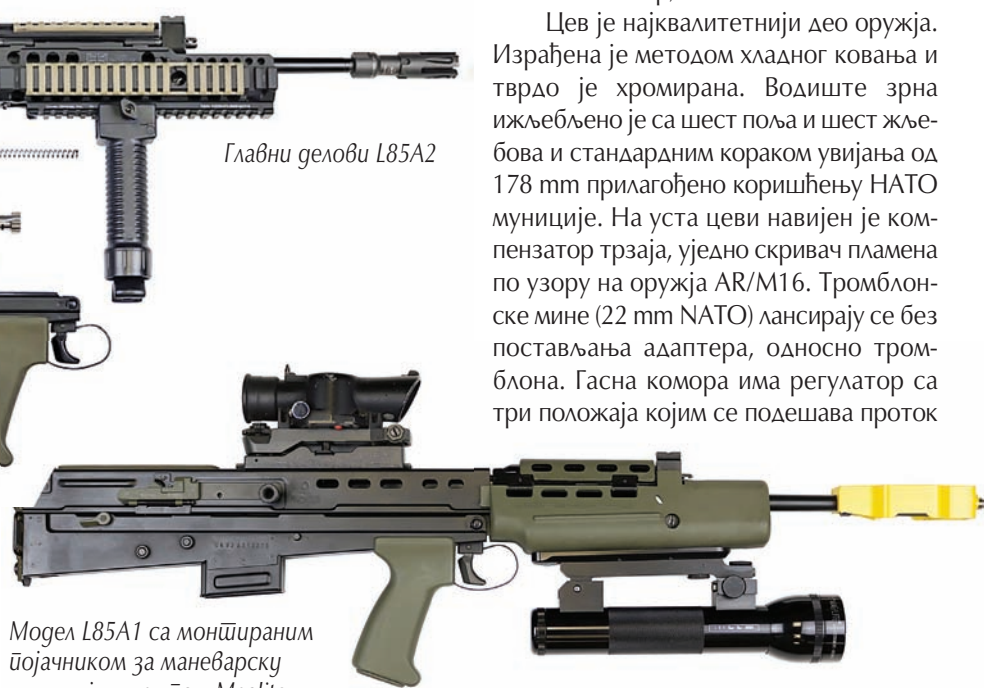 Цев је најквалитетнији део оружја.
Израђена је методом хладног ковања и
тврдо је хромирана. Водиште зрна
ижлебљено је са шест поља и шест жле-
бова и стандардним кораком увијања од
178 mm прилагођено коришћењу НАТО
муниције. На уста цеви навијен је ком-
пензатор трзаја, уједно скривач пламена
по узору на оружја AR/M16. Тромблон-
ске мине (22 mm NATO) лансирају се без
постављања адаптера, односно тром-
блона. Гасна комора има регулатор са
три положаја којим се подешава проток
Главни делови L85A2
Модел L85A1 са монтираним
појачником за маневарску